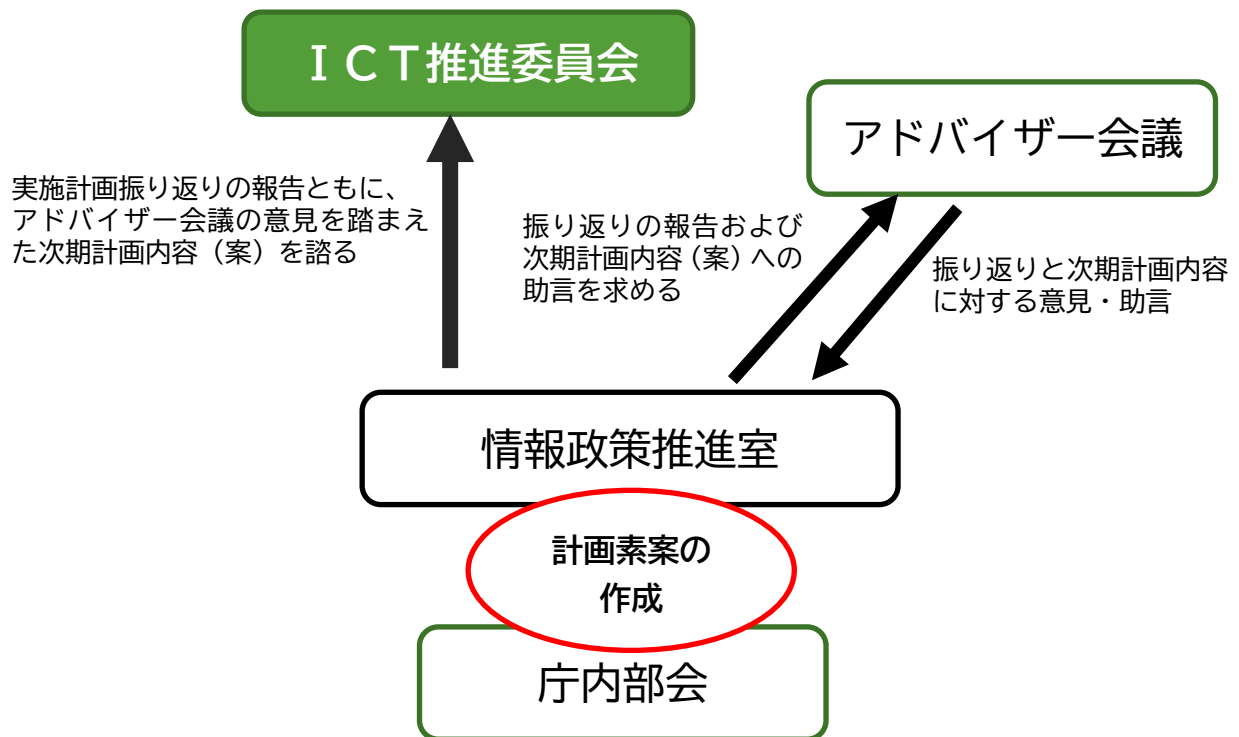 ＩＣＴ推進委員会
アドバイザー会議
実施計画振り返りの報告ともに、
アドバイザー会議の意見を踏まえ
た次期計画内容（案）を諮る
振り返りの報告および
次期計画内容（案）への
助言を求める
振り返りと次期計画内容
に対する意見・助言
情報政策推進室
計画素案の
作成
庁内部会